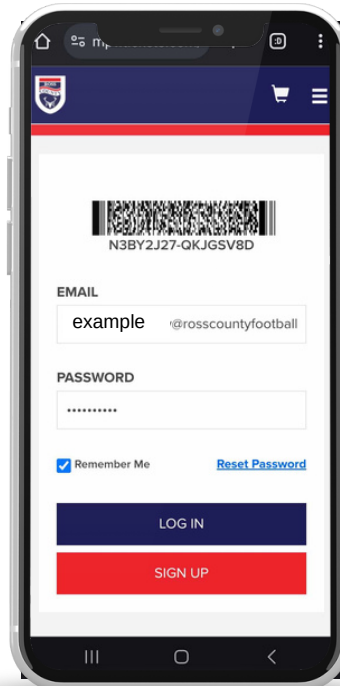 N3BY2J27-QKJGSV8D
EMAIL
example @rosscountyfootball
PASSWORD
Remember Me
Reset Password
LOG IN
SIGN UP